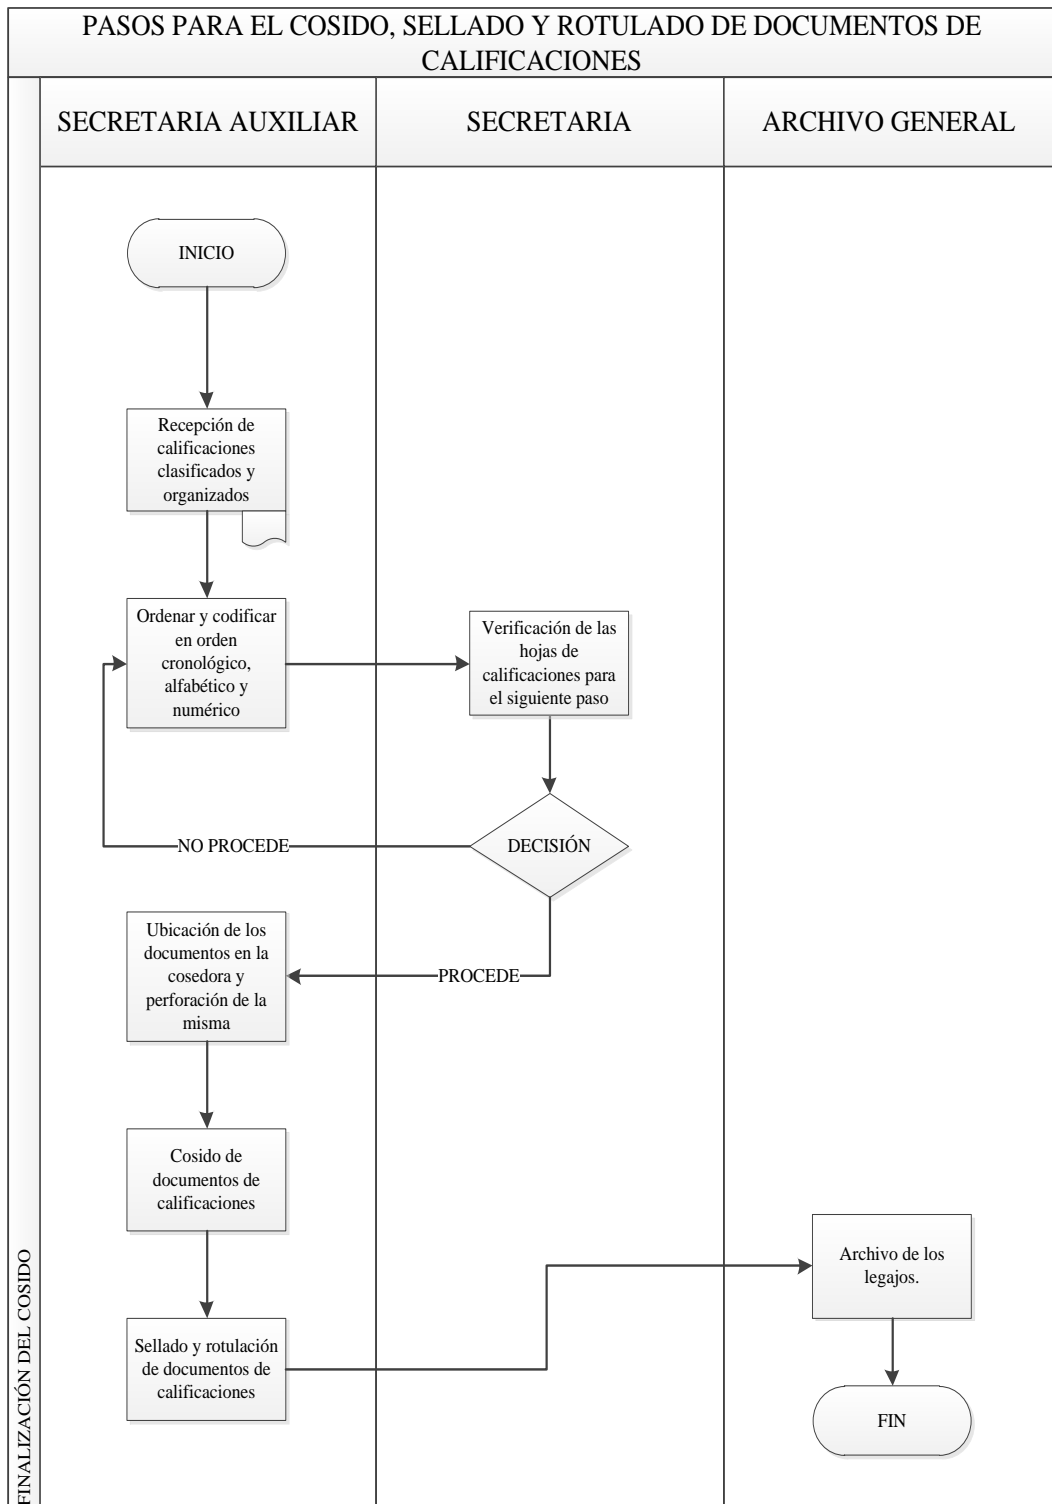 PASOS PARA EL COSIDO, SELLADO Y ROTULADO DE DOCUMENTOS DE
CALIFICACIONES
SECRETARIA AUXILIAR
SECRETARIA
ARCHIVO GENERAL
INICIO
Recepción de
calificaciones
clasificados y
organizados
Ordenar y codificar
en orden
cronológico,
alfabético y
numérico
Verificación de las
hojas de
calificaciones para
el siguiente paso
DECISIÓN
NO PROCEDE
PROCEDE
Ubicación de los
documentos en la
cosedora y
perforación de la
misma
Cosido de
documentos de
calificaciones
Sellado y rotulación
de documentos de
calificaciones
Archivo de los
legajos.
FIN
FINALIZACIÓN DEL COSIDO